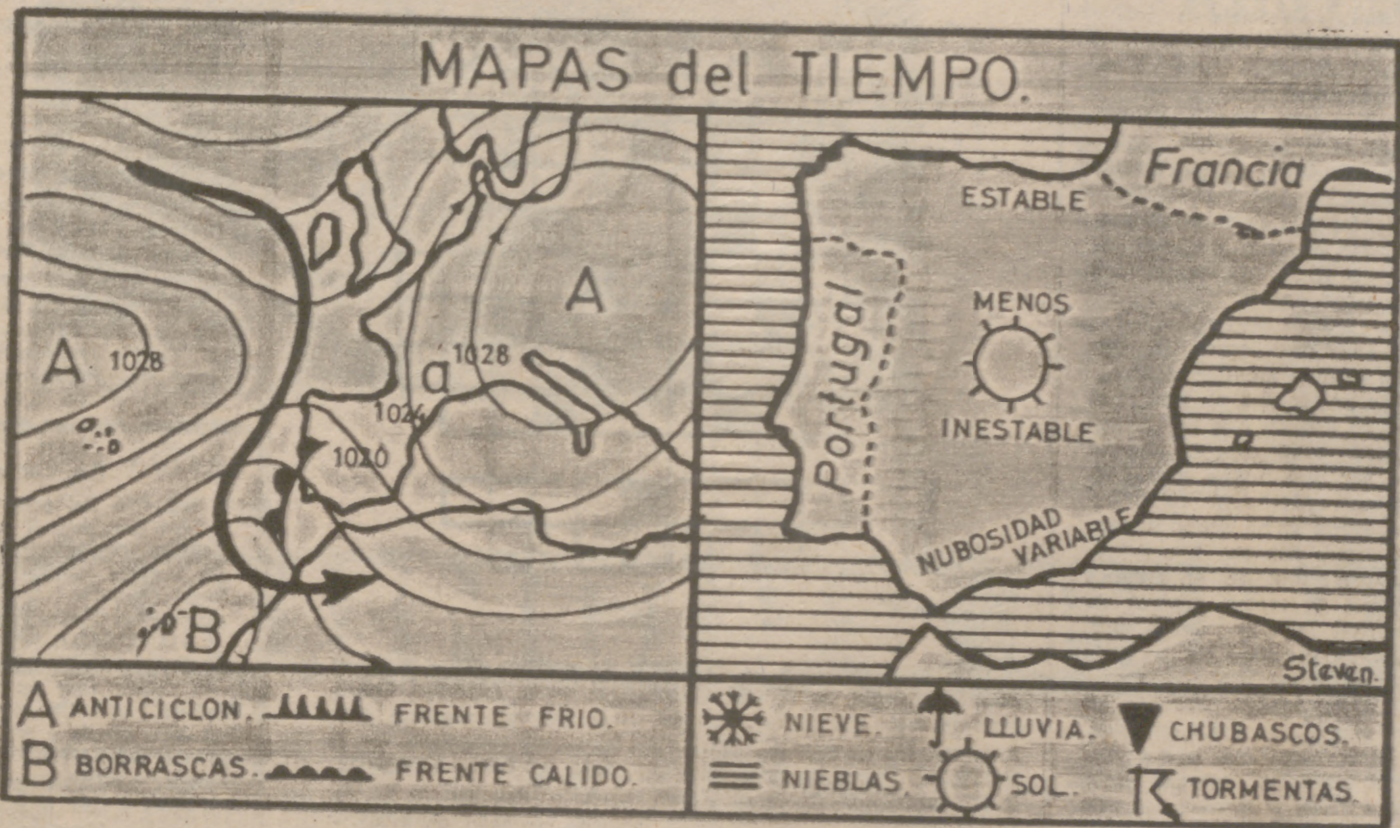 MAPAS del TIEMPO.
A
1028
A
a
1028
1024
1020
B
Francia
ESTABLE
Portugal
MENOS
INESTABLE
NUBOSIDAD
VARIABLE
Steven.
A ANTICICLON. FRENTE FRIO.
B BORRASCAS. FRENTE CALIDO.
NIEVE. LLUVIA. CHUBASCOS.
NIEBLAS. SOL. TORMENTAS.